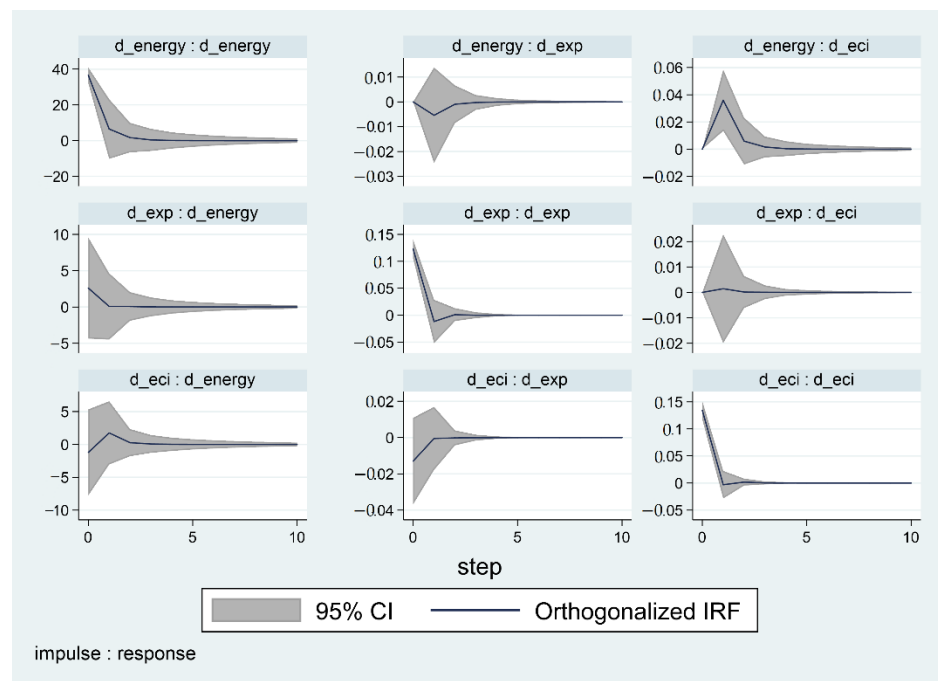 d_energy : d_energy
d_energy : d_exp
d_energy : d_eci
40
20
0
−20
0.01
0
−0.01
−0.02
−0.03
0.06
0.04
0.02
0
−0.02
d_exp : d_energy
d_exp : d_exp
d_exp : d_eci
10
5
0
−5
0.15
0.1
0.05
0
−0.05
0.02
0.01
0
−0.01
−0.02
d_eci : d_energy
d_eci : d_exp
d_eci : d_eci
5
0
−5
−10
0.02
0
−0.02
−0.04
0.15
0.10
0.05
0
−0.05
0 5 10
0 5 10
0 5 10
step
95% CI Orthogonalized IRF
impulse : response